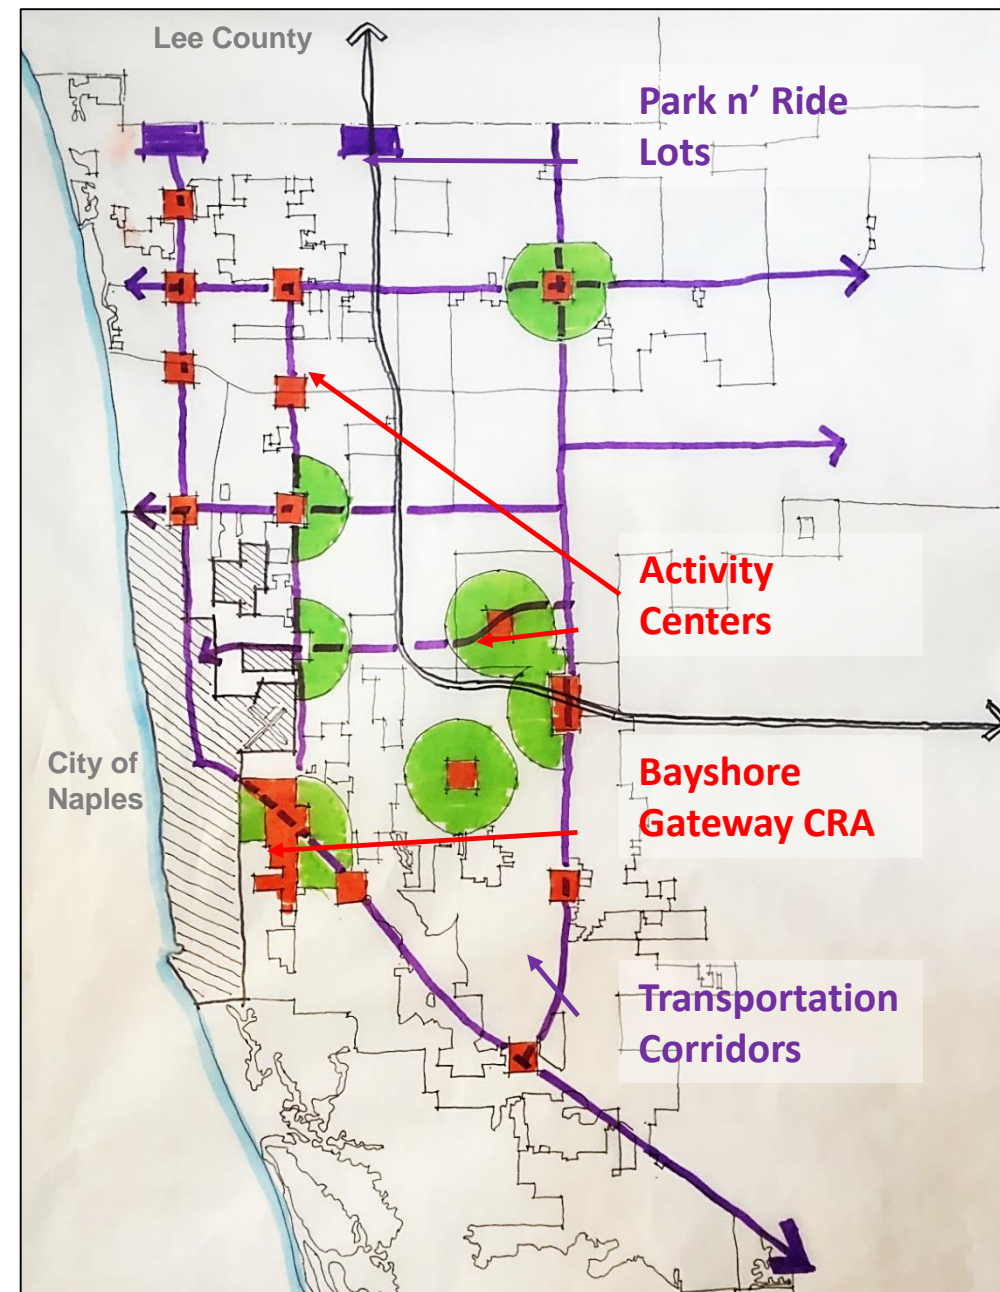 Lee County
Park n’ Ride
Lots
Activity
Centers
City of
Naples
Bayshore
Gateway CRA
Transportation
Corridors